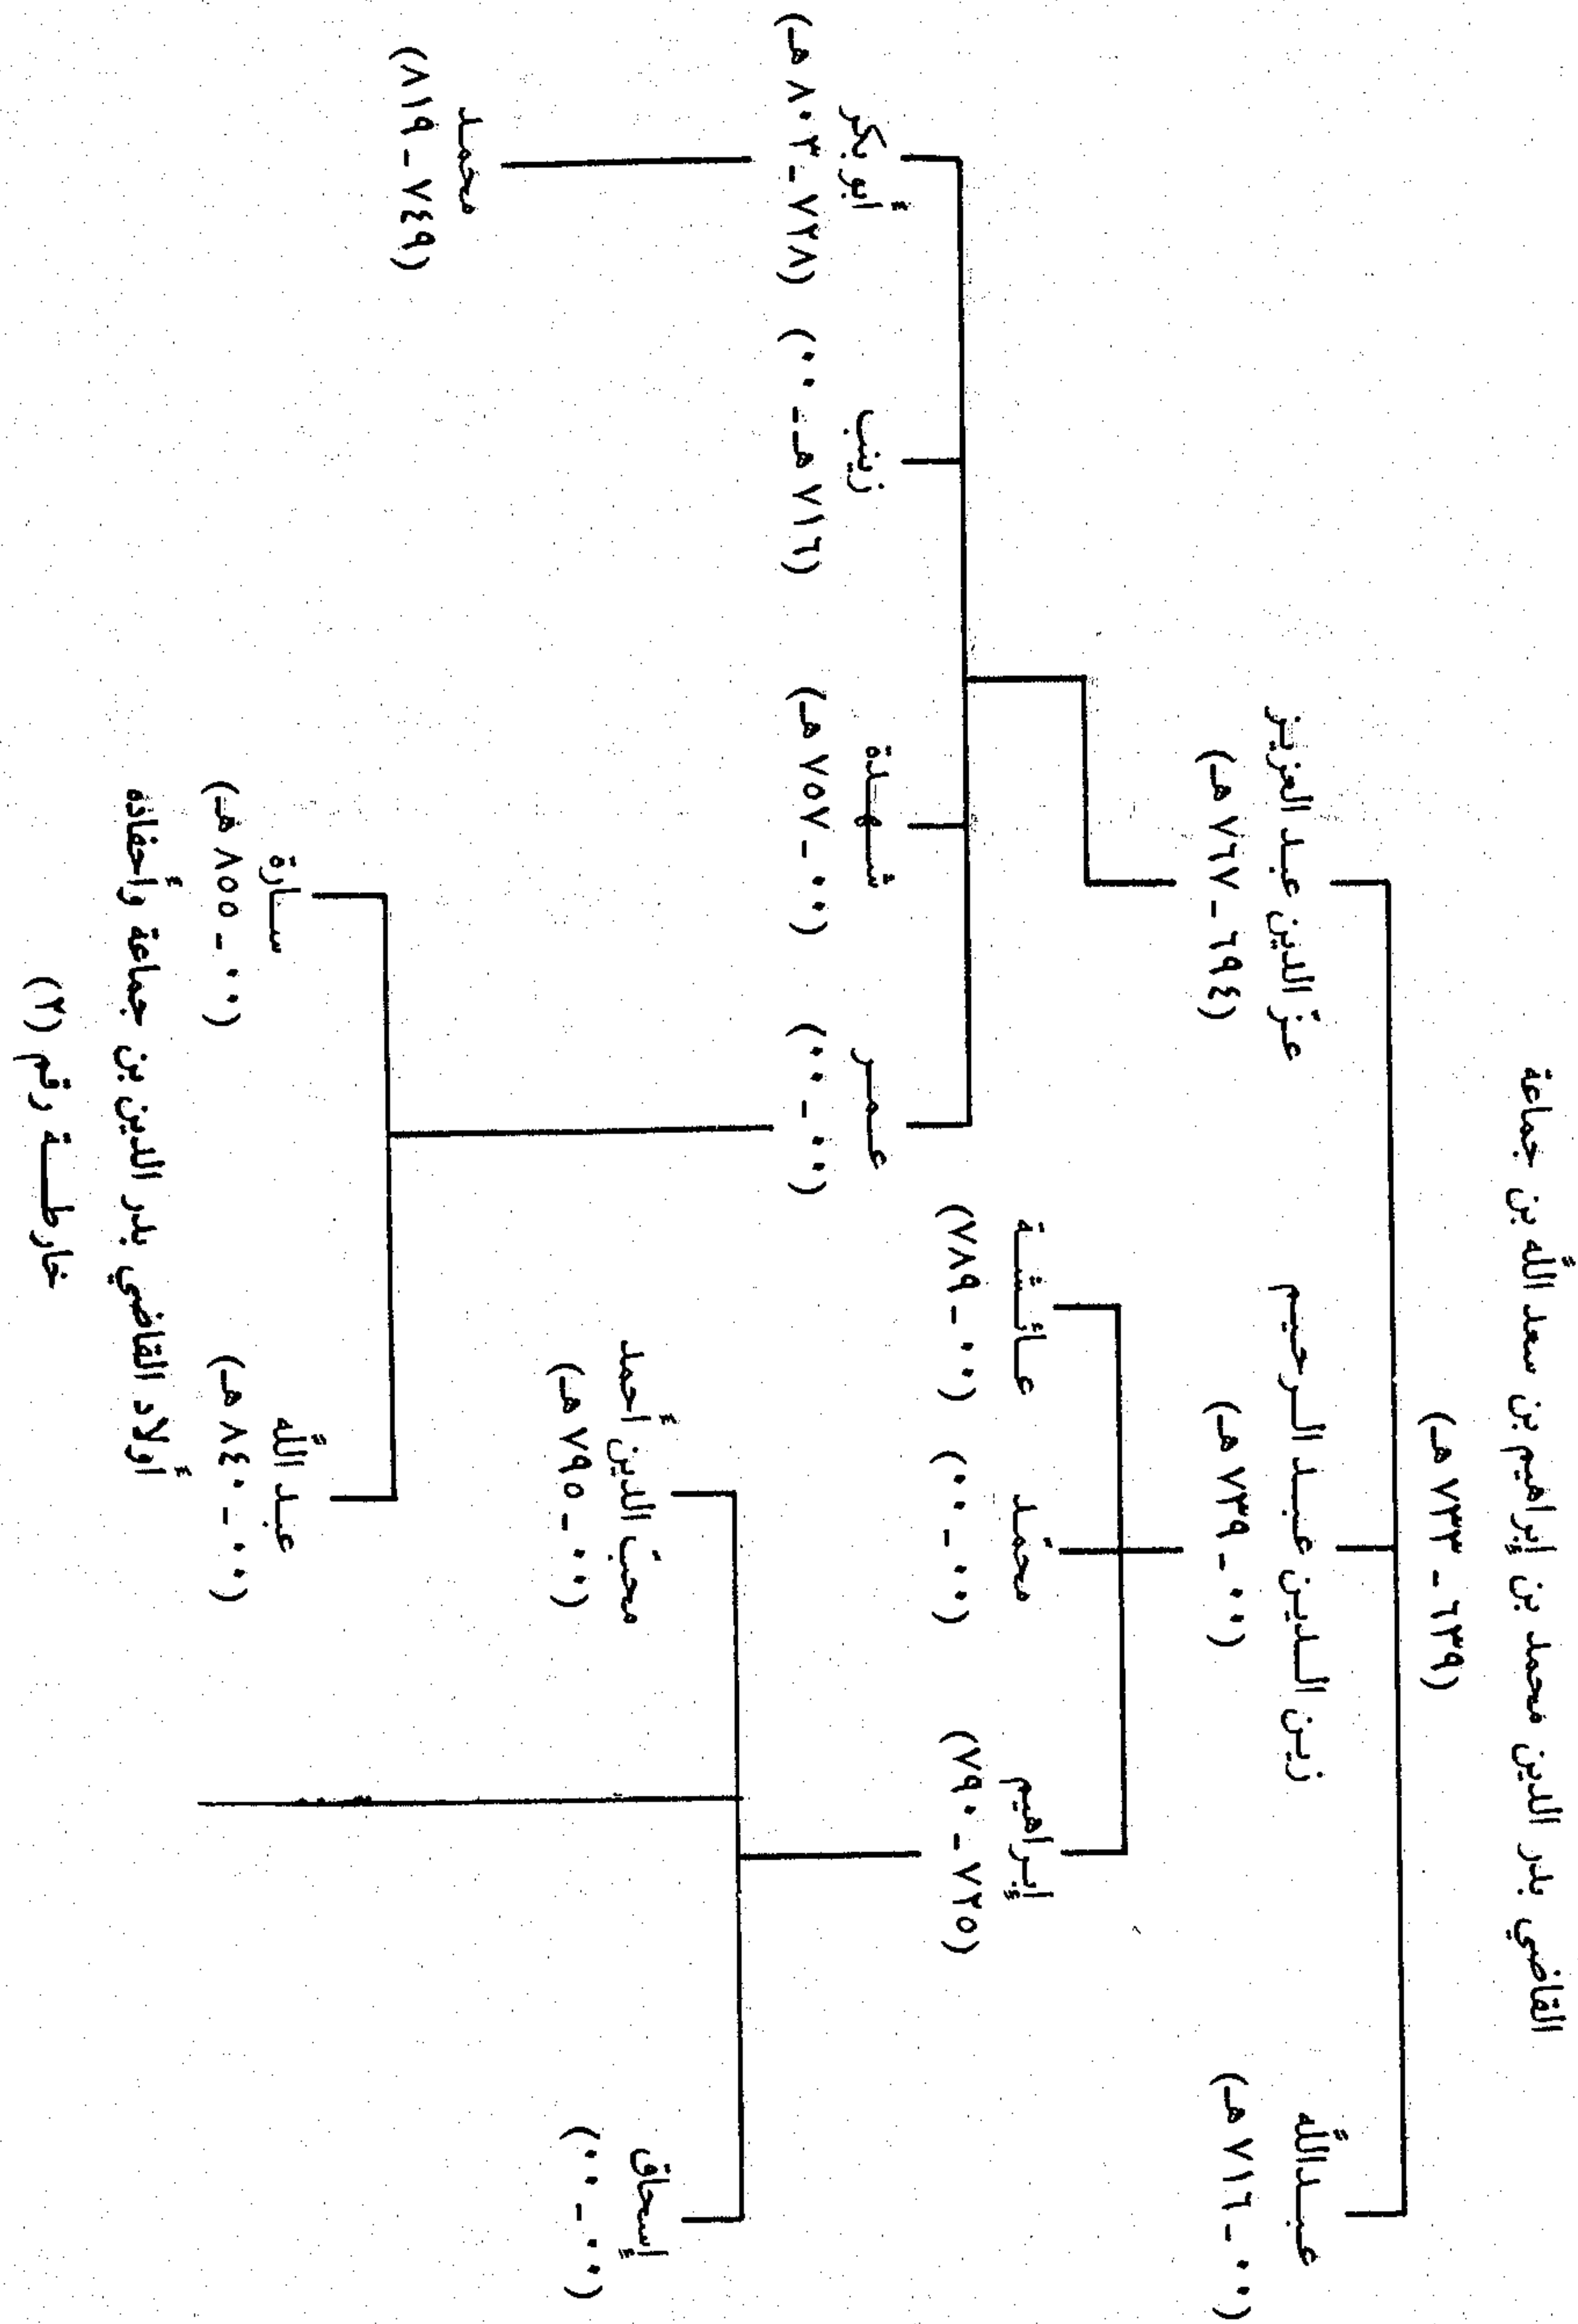 القاضي بدر الدين محمد بن إبراهيم بن سعد الله بن جماعة
(٦٣٩ - ٧٣٣ هـ)
عبدالله
(٠٠ - ٧١٦ هـ)
زين الدين عبد الرحيم
(٠٠ - ٧٣٩ هـ)
عزّ الدين عبد العزيز
(٦٩٤ - ٧٦٧ هـ)
إبراهيم
(٧٢٥ - ٧٩٠)
محمّد
(٠٠ - ٠٠)
عائشة
(٠٠ - ٧٨٩)
عمر
(٠٠ - ٠٠)
شهدة
(٠٠ - ٧٥٧ هـ)
زينب
(٧١٦ هـ - ٠٠)
أبو بكر
(٧٢٨ - ٨٠٣ هـ)
إسحاق
(٠٠ - ٠٠)
محبّ الدين أحمد
(٠٠ - ٧٩٥ هـ)
محمد
(٧٤٩ - ٨١٩)
عبد الله
(٠٠ - ٨٤٠ هـ)
سارة
(٠٠ - ٨٥٥ هـ)
أولاد القاضي بدر الدين بن جماعة وأحفاده
خارطة رقم (٢)